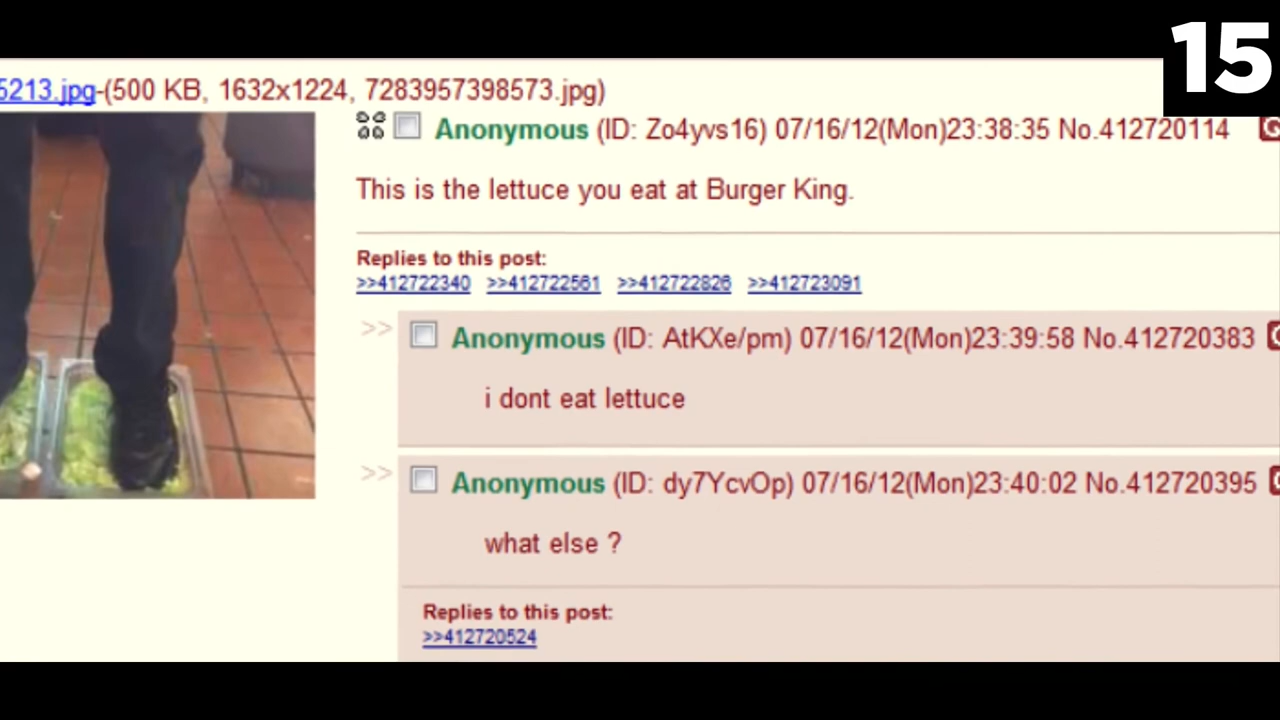 15
5213.jpg-(500 KB, 1632x1224, 7283957398573.jpg)
Anonymous (ID: Zo4yvs16) 07/16/12(Mon)23:38:35 No.412720114
This is the lettuce you eat at Burger King.
Replies to this post:
>>412722340 >>412722561 >>412722826 >>412723091
>> Anonymous (ID: AtKXe/pm) 07/16/12(Mon)23:39:58 No.412720383
i dont eat lettuce
>> Anonymous (ID: dy7YcvOp) 07/16/12(Mon)23:40:02 No.412720395
what else ?
Replies to this post:
>>412720524